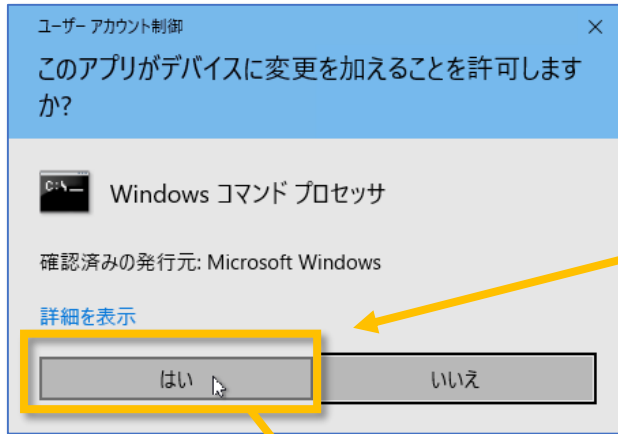 ユーザー アカウント制御
このアプリがデバイスに変更を加えることを許可します
か?
C:\_
Windows コマンド プロセッサ
確認済みの発行元: Microsoft Windows
詳細を表示
はい
いいえ